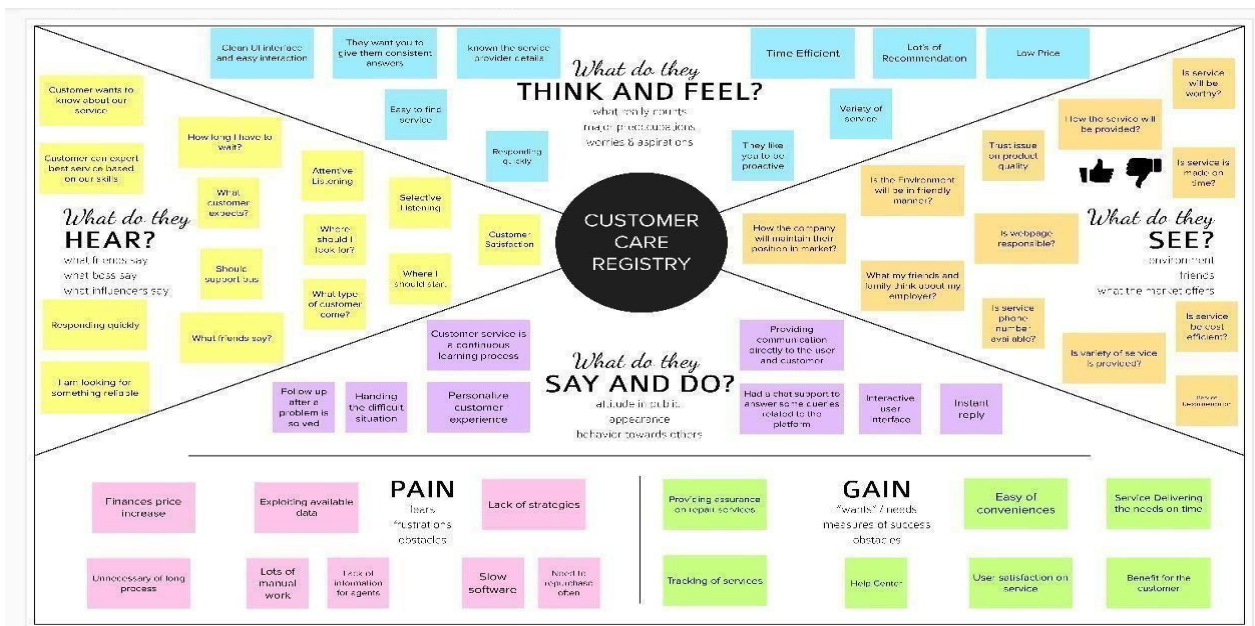 Clean UI interface
and easy interaction
They want you to
give them consistent
answers
known the service
provider details
Easy to find
service
Responding
quickly
What do they
THINK AND FEEL?
what really counts
major preoccupations
worries & aspirations
Time Efficient
Lot's of
Recommendation
Low Price
Variety of
service
They like
you to be
proactive
Customer wants to
know about our
service
How long I have to
wait?
Customer can expert
best service based
on our skills
What
customer
expects?
Attentive
Listening
Selective
Listening
What do they
HEAR?
what friends say
what boss say
what influencers say
Where
should I
look for?
Customer
Satisfaction
Should
support bus
What type
of customer
come?
Where I
should star.
Responding quickly
What friends say?
I am looking for
something reliable
CUSTOMER
CARE
REGISTRY
Is service
will be
worthy?
How the service will
be provided?
Trust issue
on product
quality
Is service is
made on
time?
Is the Environment
will be in friendly
manner?
How the company
will maintain their
position in market?
Is webpage
responsible?
What do they
SEE?
environment
friends
what the market offers
What my friends and
family think about my
employer?
Is service
phone
number
available?
Is service
be cost
efficient?
Is variety of service
is provided?
Customer service is
a continuous
learning process
Follow up
after a
problem is
solved
Handing
the difficult
situation
Personalize
customer
experience
What do they
SAY AND DO?
attitude in public
appearance
behavior towards others
Providing
communication
directly to the user
and customer
Had a chat support to
answer some queries
related to the
platform
Interactive
user
interface
Instant
reply
PAIN
fears
frustrations
obstacles
Finances price
increase
Exploiting available
data
Lack of strategies
Unnecessary of long
process
Lots of
manual
work
Lack of
information
for agents
Slow
software
Need to
repurchase
often
GAIN
"wants" / needs
measures of success
obstacles
Providing assurance
on repair services
Easy of
conveniences
Service Delivering
the needs on time
Tracking of services
Help Center
User satisfaction on
service
Benefit for the
customer